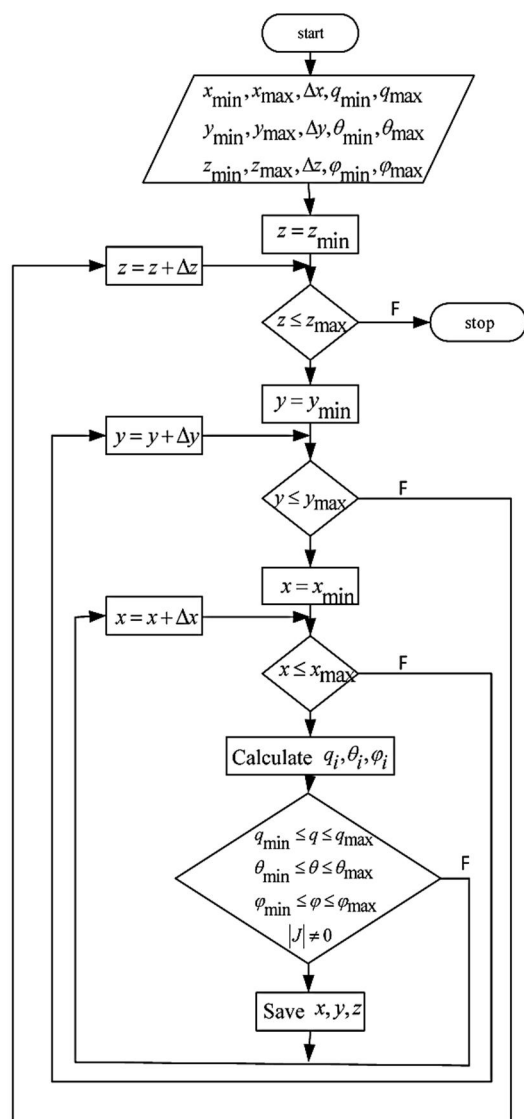 start
x_min, x_max, Δx, q_min, q_max
y_min, y_max, Δy, θ_min, θ_max
z_min, z_max, Δz, φ_min, φ_max
z = z_min
z = z + Δz
z ≤ z_max
F
stop
y = y_min
y = y + Δy
y ≤ y_max
F
x = x_min
x = x + Δx
x ≤ x_max
F
Calculate q_i, θ_i, φ_i
q_min ≤ q ≤ q_max
F
θ_min ≤ θ ≤ θ_max
φ_min ≤ φ ≤ φ_max
|J| ≠ 0
Save x, y, z